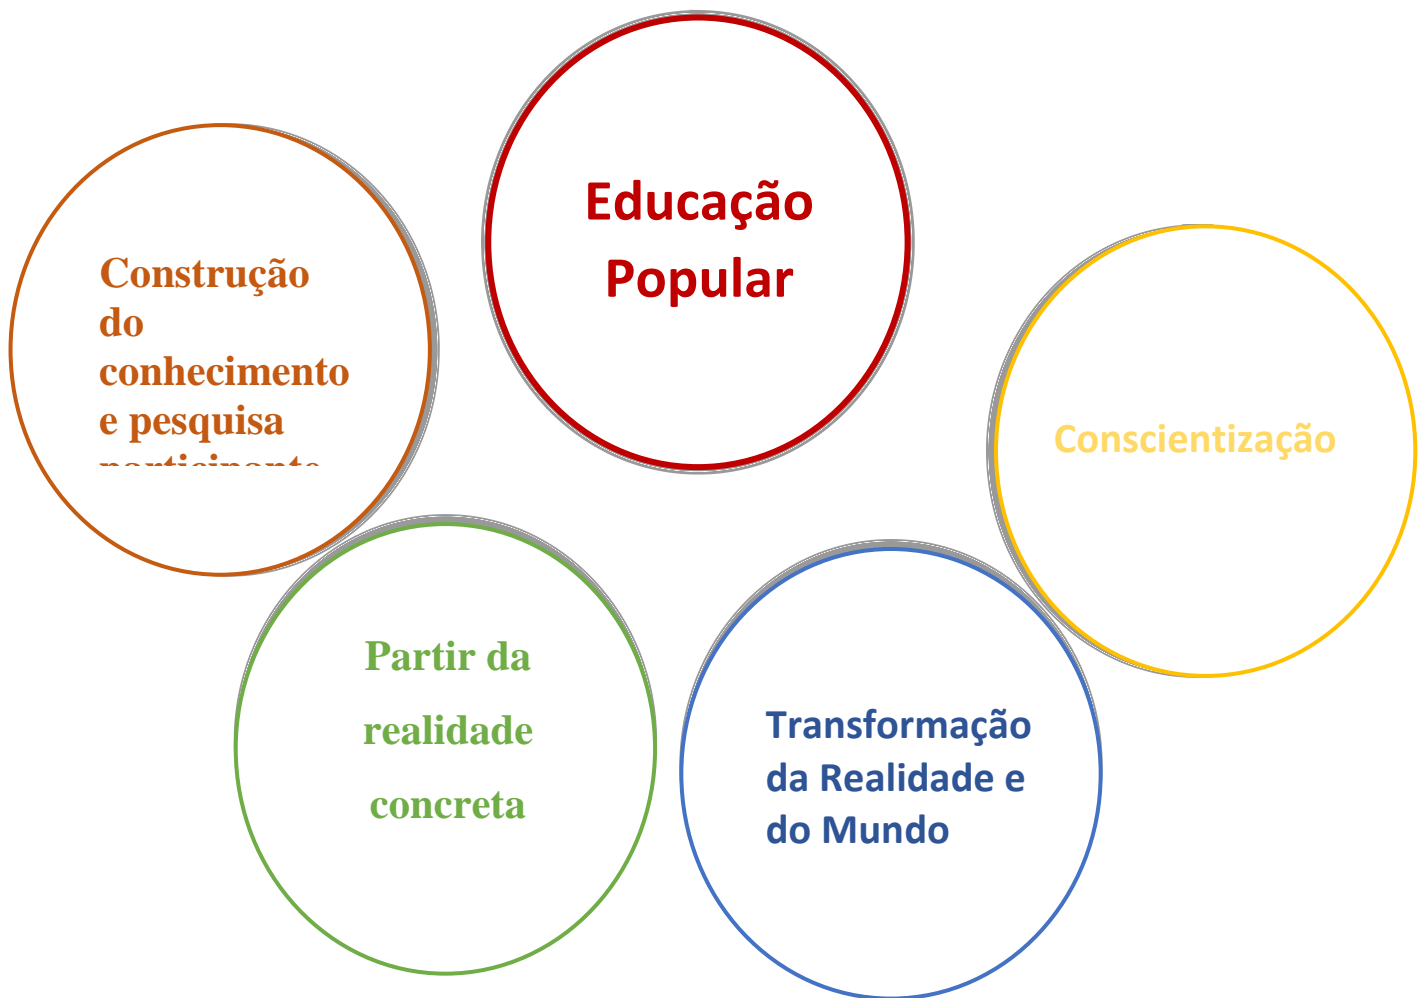 Educação
Popular
Construção
do
conhecimento
e pesquisa
Conscientização
Partir da
realidade
concreta
Transformação
da Realidade e
do Mundo